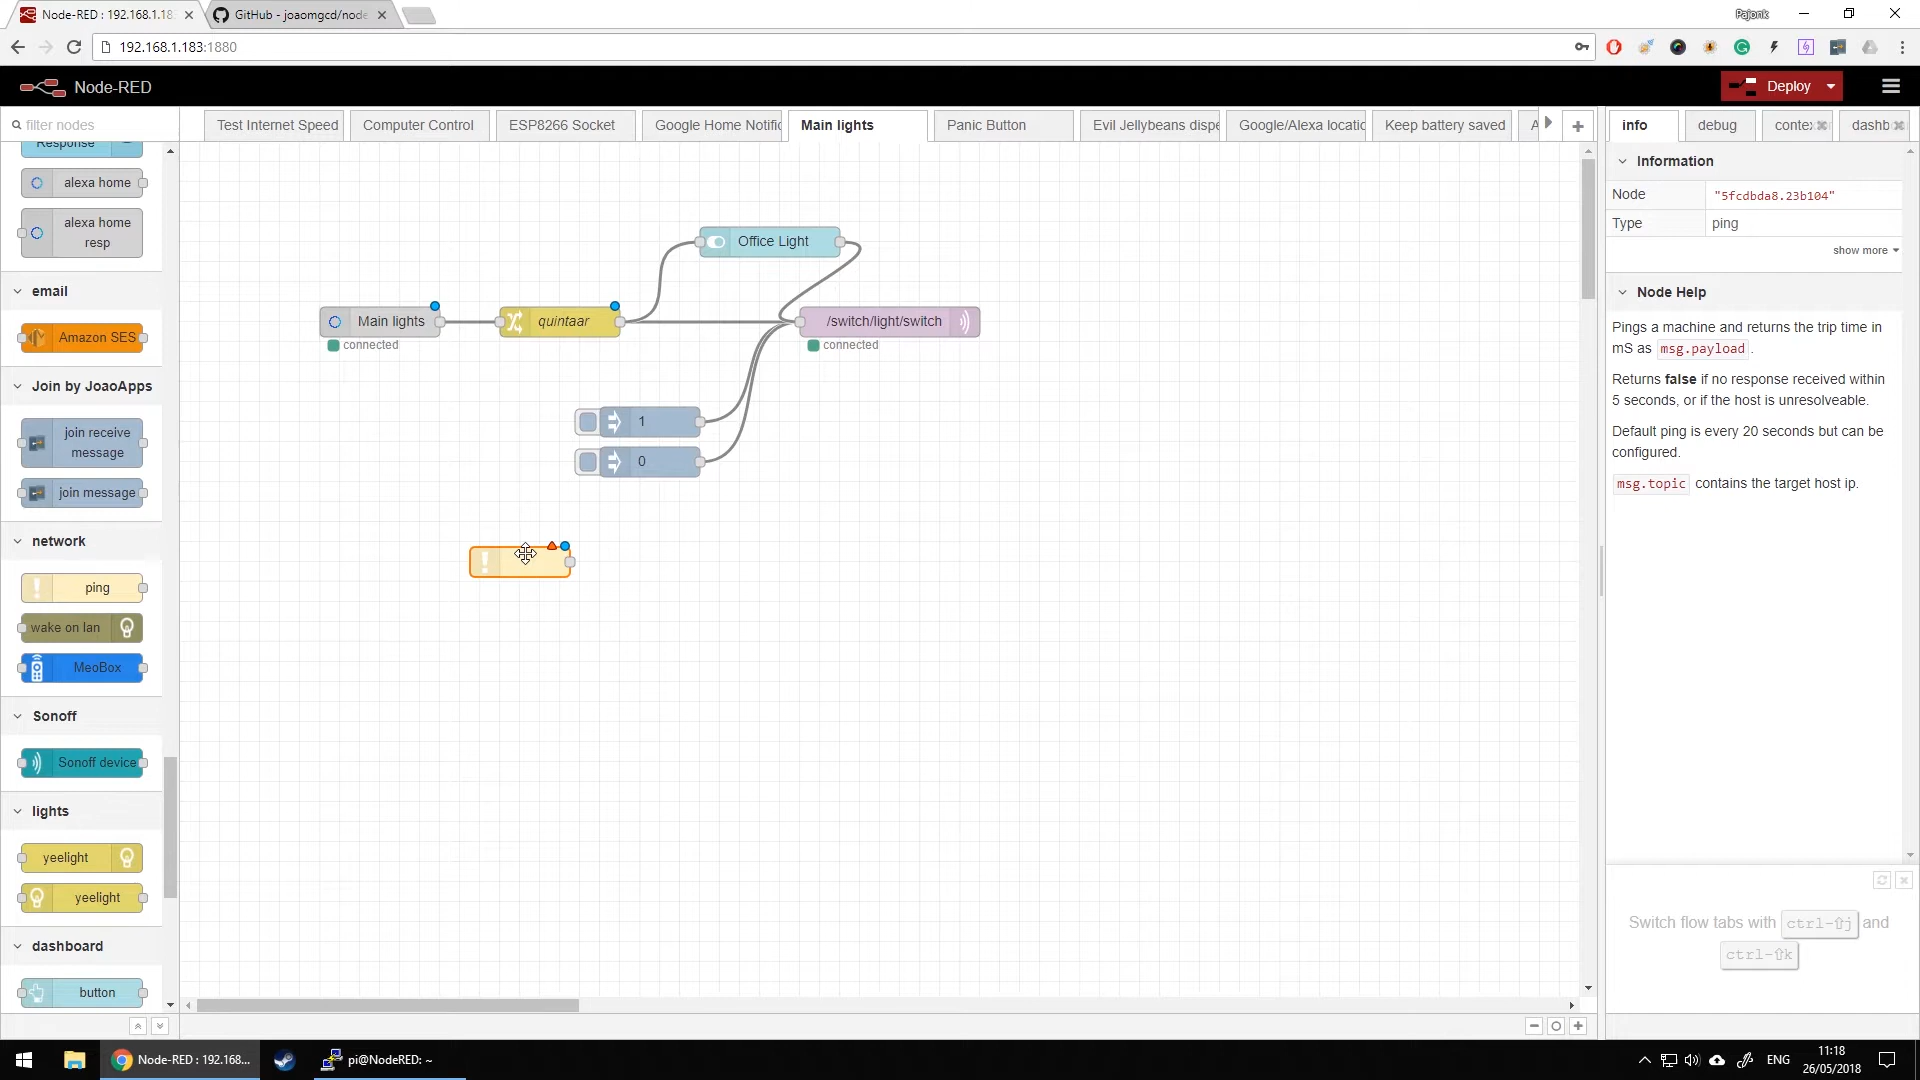 Node-RED : 192.168.1.18
GitHub - joaomgcd/node
Pajonk
192.168.1.183:1880
Node-RED
Deploy
filter nodes
Test Internet Speed
Computer Control
ESP8266 Socket
Google Home Notific
Main lights
Panic Button
Evil Jellybeans dispe
Google/Alexa locatic
Keep battery saved
info
debug
contex
dashb
Response
alexa home
alexa home
resp
email
Amazon SES
Join by JoaoApps
join receive
message
join message
network
ping
wake on lan
MeoBox
Sonoff
Sonoff device
lights
yeelight
yeelight
dashboard
button
Office Light
Main lights
connected
quintaar
/switch/light/switch
connected
1
0
Information
Node
"5fcdbda8.23b104"
Type
ping
show more
Node Help
Pings a machine and returns the trip time in
mS as msg.payload .
Returns false if no response received within
5 seconds, or if the host is unresolveable.
Default ping is every 20 seconds but can be
configured.
msg.topic contains the target host ip.
Switch flow tabs with ctrl-⇧j and
ctrl-⇧k
Node-RED : 192.168...
pi@NodeRED: ~
ENG
11:18
26/05/2018